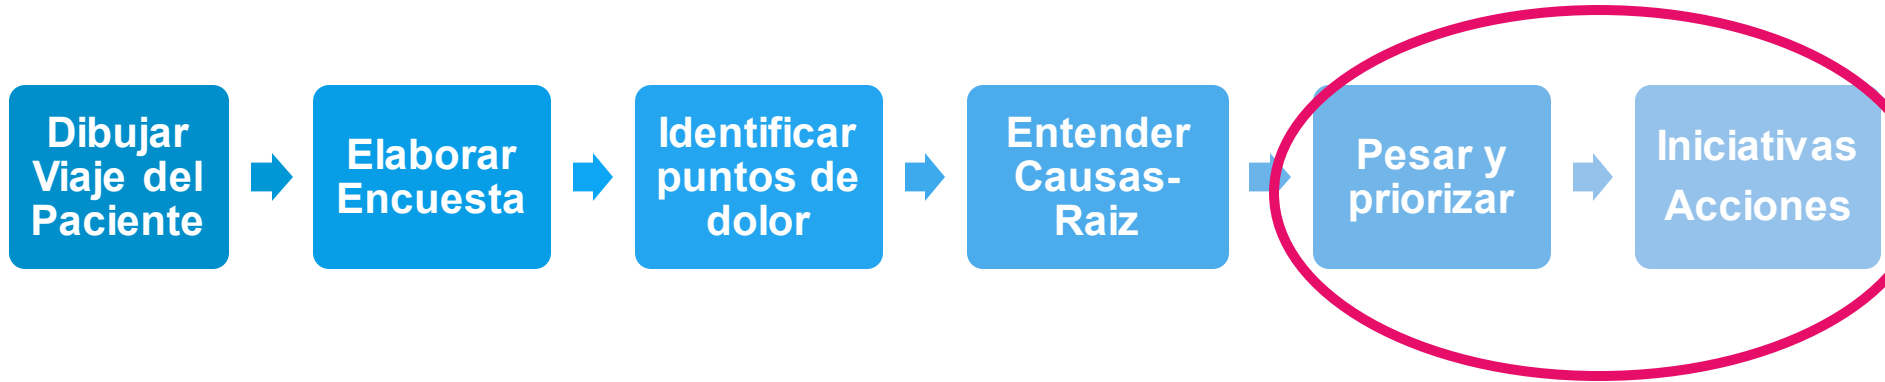 Dibujar
Viaje del
Paciente
Elaborar
Encuesta
Identificar
puntos de
dolor
Entender
Causas-
Raiz
Pesar y
priorizar
Iniciativas
Acciones